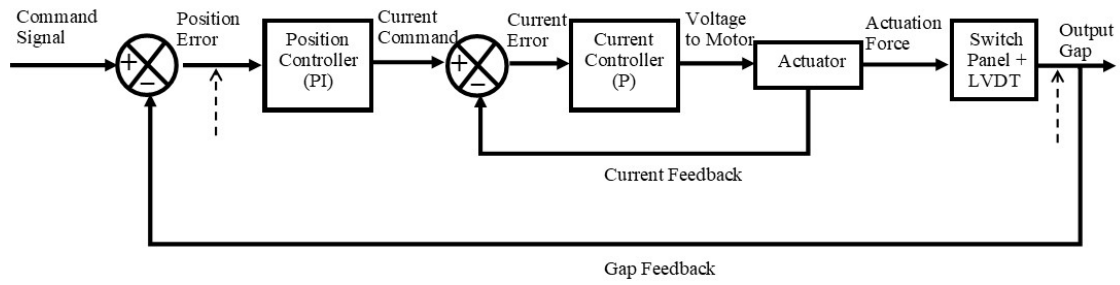 Command
Signal
Position
Error
Position
Controller
(PI)
Current
Command
Current
Error
Current
Controller
(P)
Voltage
to Motor
Actuator
Actuation
Force
Switch
Panel +
LVDT
Output
Gap
+
−
+
−
Current Feedback
Gap Feedback